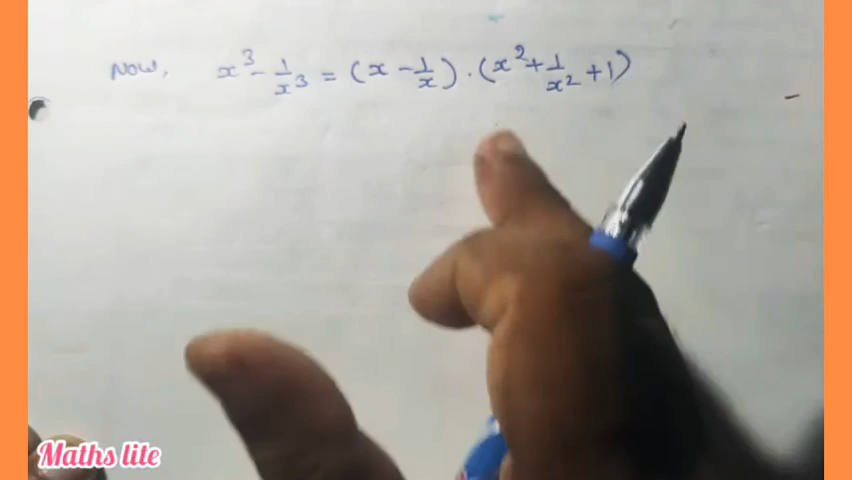 Now, x³ - 1/x³ = (x - 1/x) · (x² + 1/x² + 1)
Maths lite